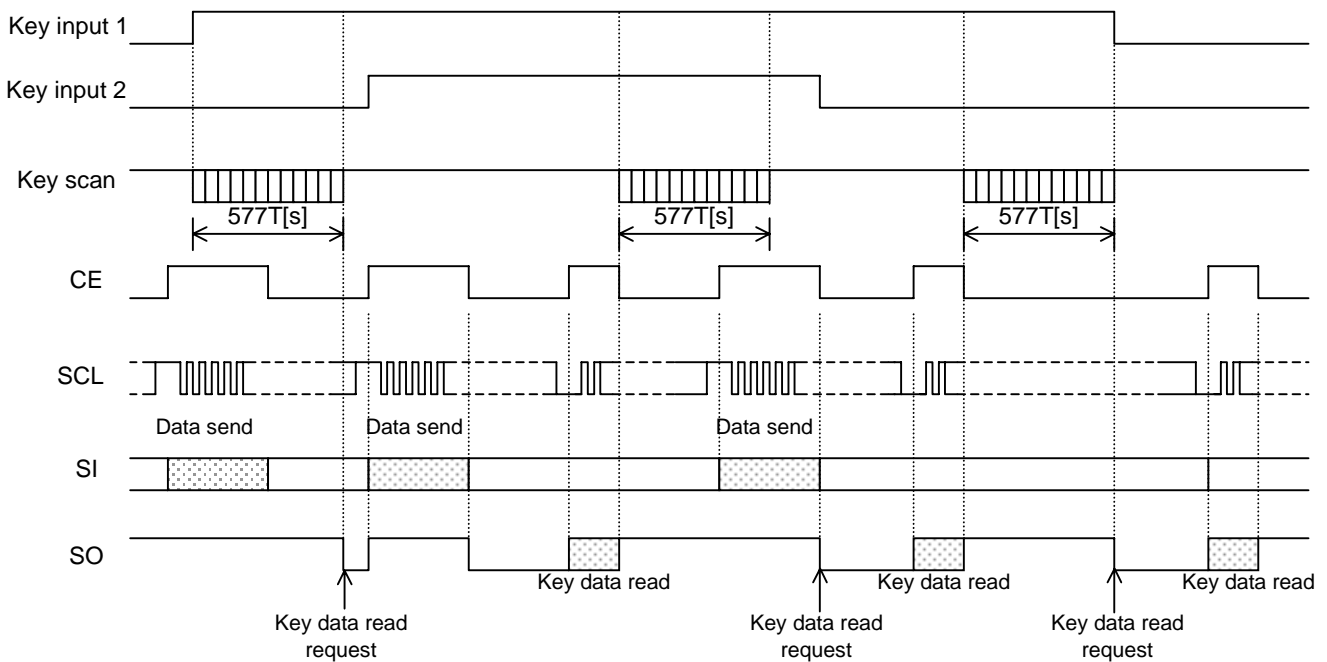 Key input 1
Key input 2
Key scan
577T[s]
577T[s]
577T[s]
CE
SCL
Data send
Data send
Data send
SI
SO
Key data read
Key data read
Key data read
Key data read
request
Key data read
request
Key data read
request